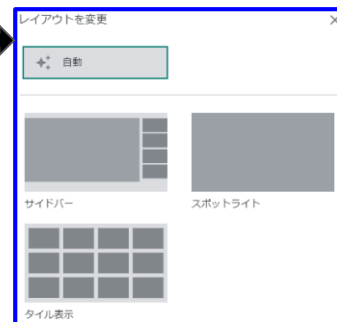 レイアウトを変更
自動
サイドバー
スポットライト
タイル表示